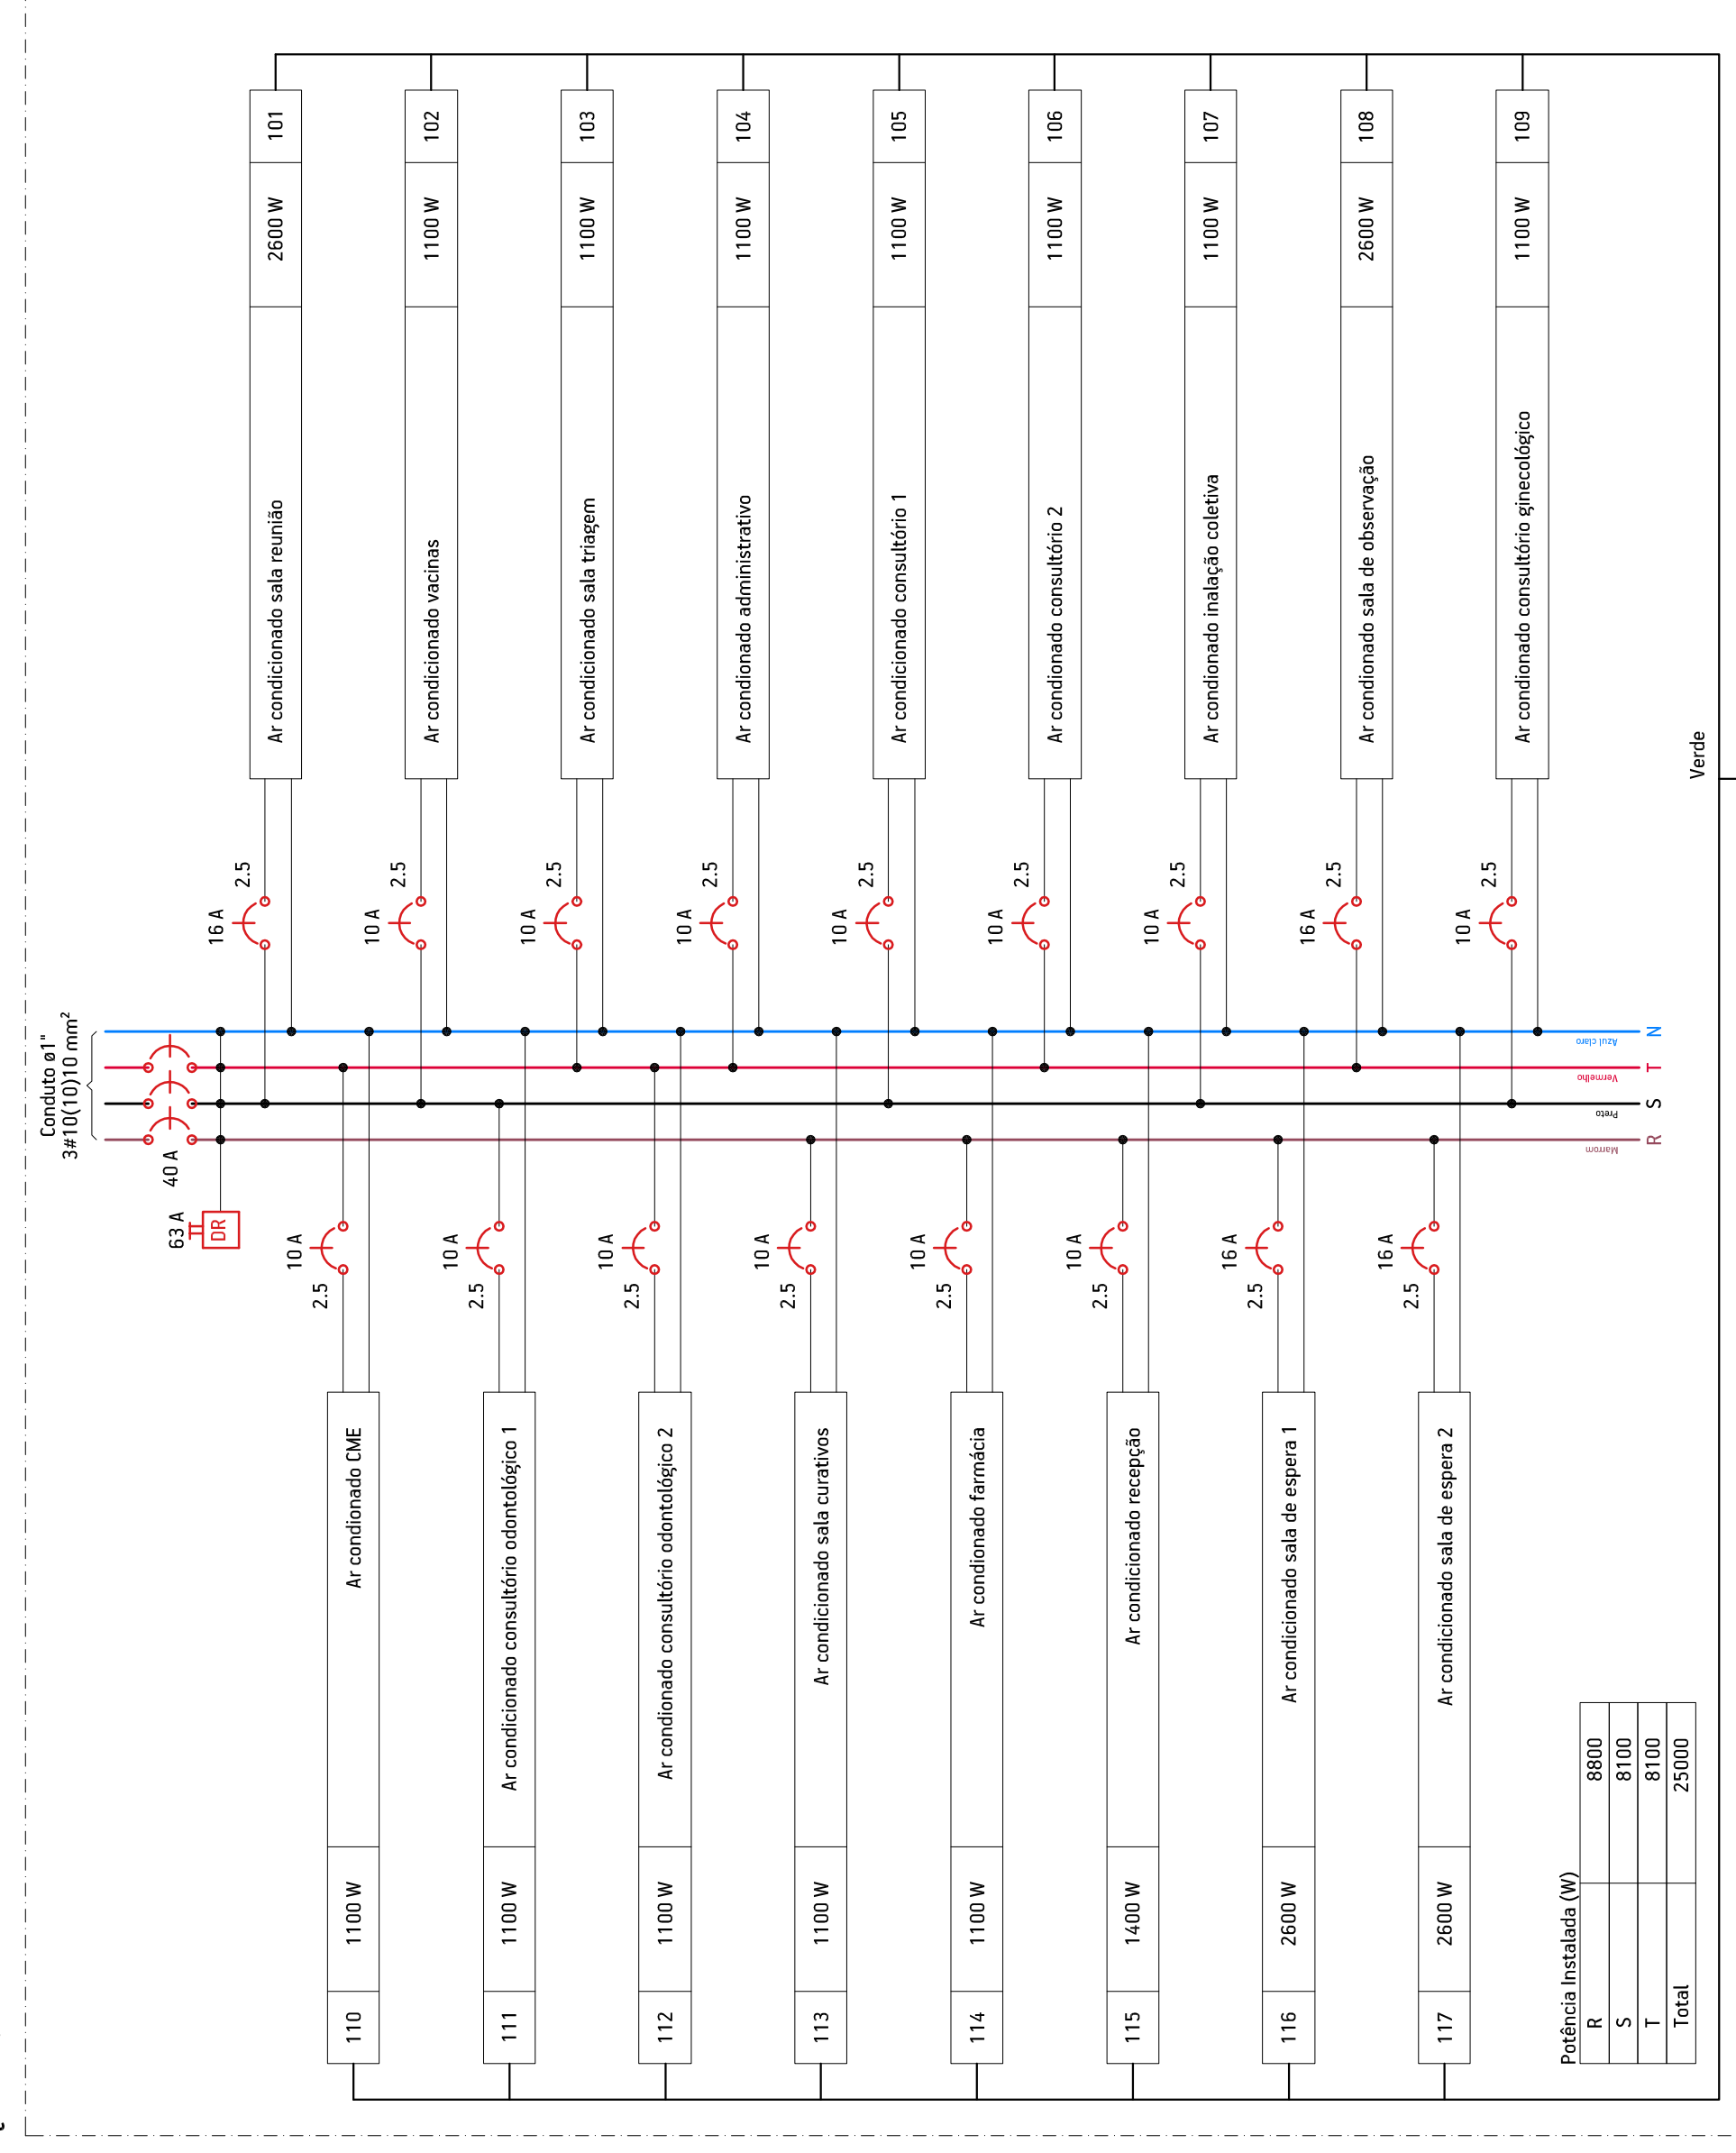 Conduto ø1"
3#10(10)10 mm²
40 A
63 A
DR
16 A
2.5
Ar condicionado sala reunião
2600 W
101
10 A
2.5
Ar condicionado vacinas
1100 W
102
10 A
2.5
Ar condicionado sala triagem
1100 W
103
10 A
2.5
Ar condionado administrativo
1100 W
104
10 A
2.5
Ar condicionado consultório 1
1100 W
105
10 A
2.5
Ar condionado consultório 2
1100 W
106
10 A
2.5
Ar condionado inalação coletiva
1100 W
107
16 A
2.5
Ar condicionado sala de observação
2600 W
108
10 A
2.5
Ar condionado consultório ginecológico
1100 W
109
110
1100 W
Ar condionado CME
2.5
10 A
111
1100 W
Ar condicionado consultório odontológico 1
2.5
10 A
112
1100 W
Ar condionado consultório odontológico 2
2.5
10 A
113
1100 W
Ar condicionado sala curativos
2.5
10 A
114
1100 W
Ar condionado farmácia
2.5
10 A
115
1400 W
Ar condicionado recepção
2.5
10 A
116
2600 W
Ar condicionado sala de espera 1
2.5
16 A
117
2600 W
Ar condicionado sala de espera 2
2.5
16 A
Azul claro
N
Vermelho
T
Preto
S
Marrom
R
Verde
Potência Instalada (W)
R 8800
S 8100
T 8100
Total 25000